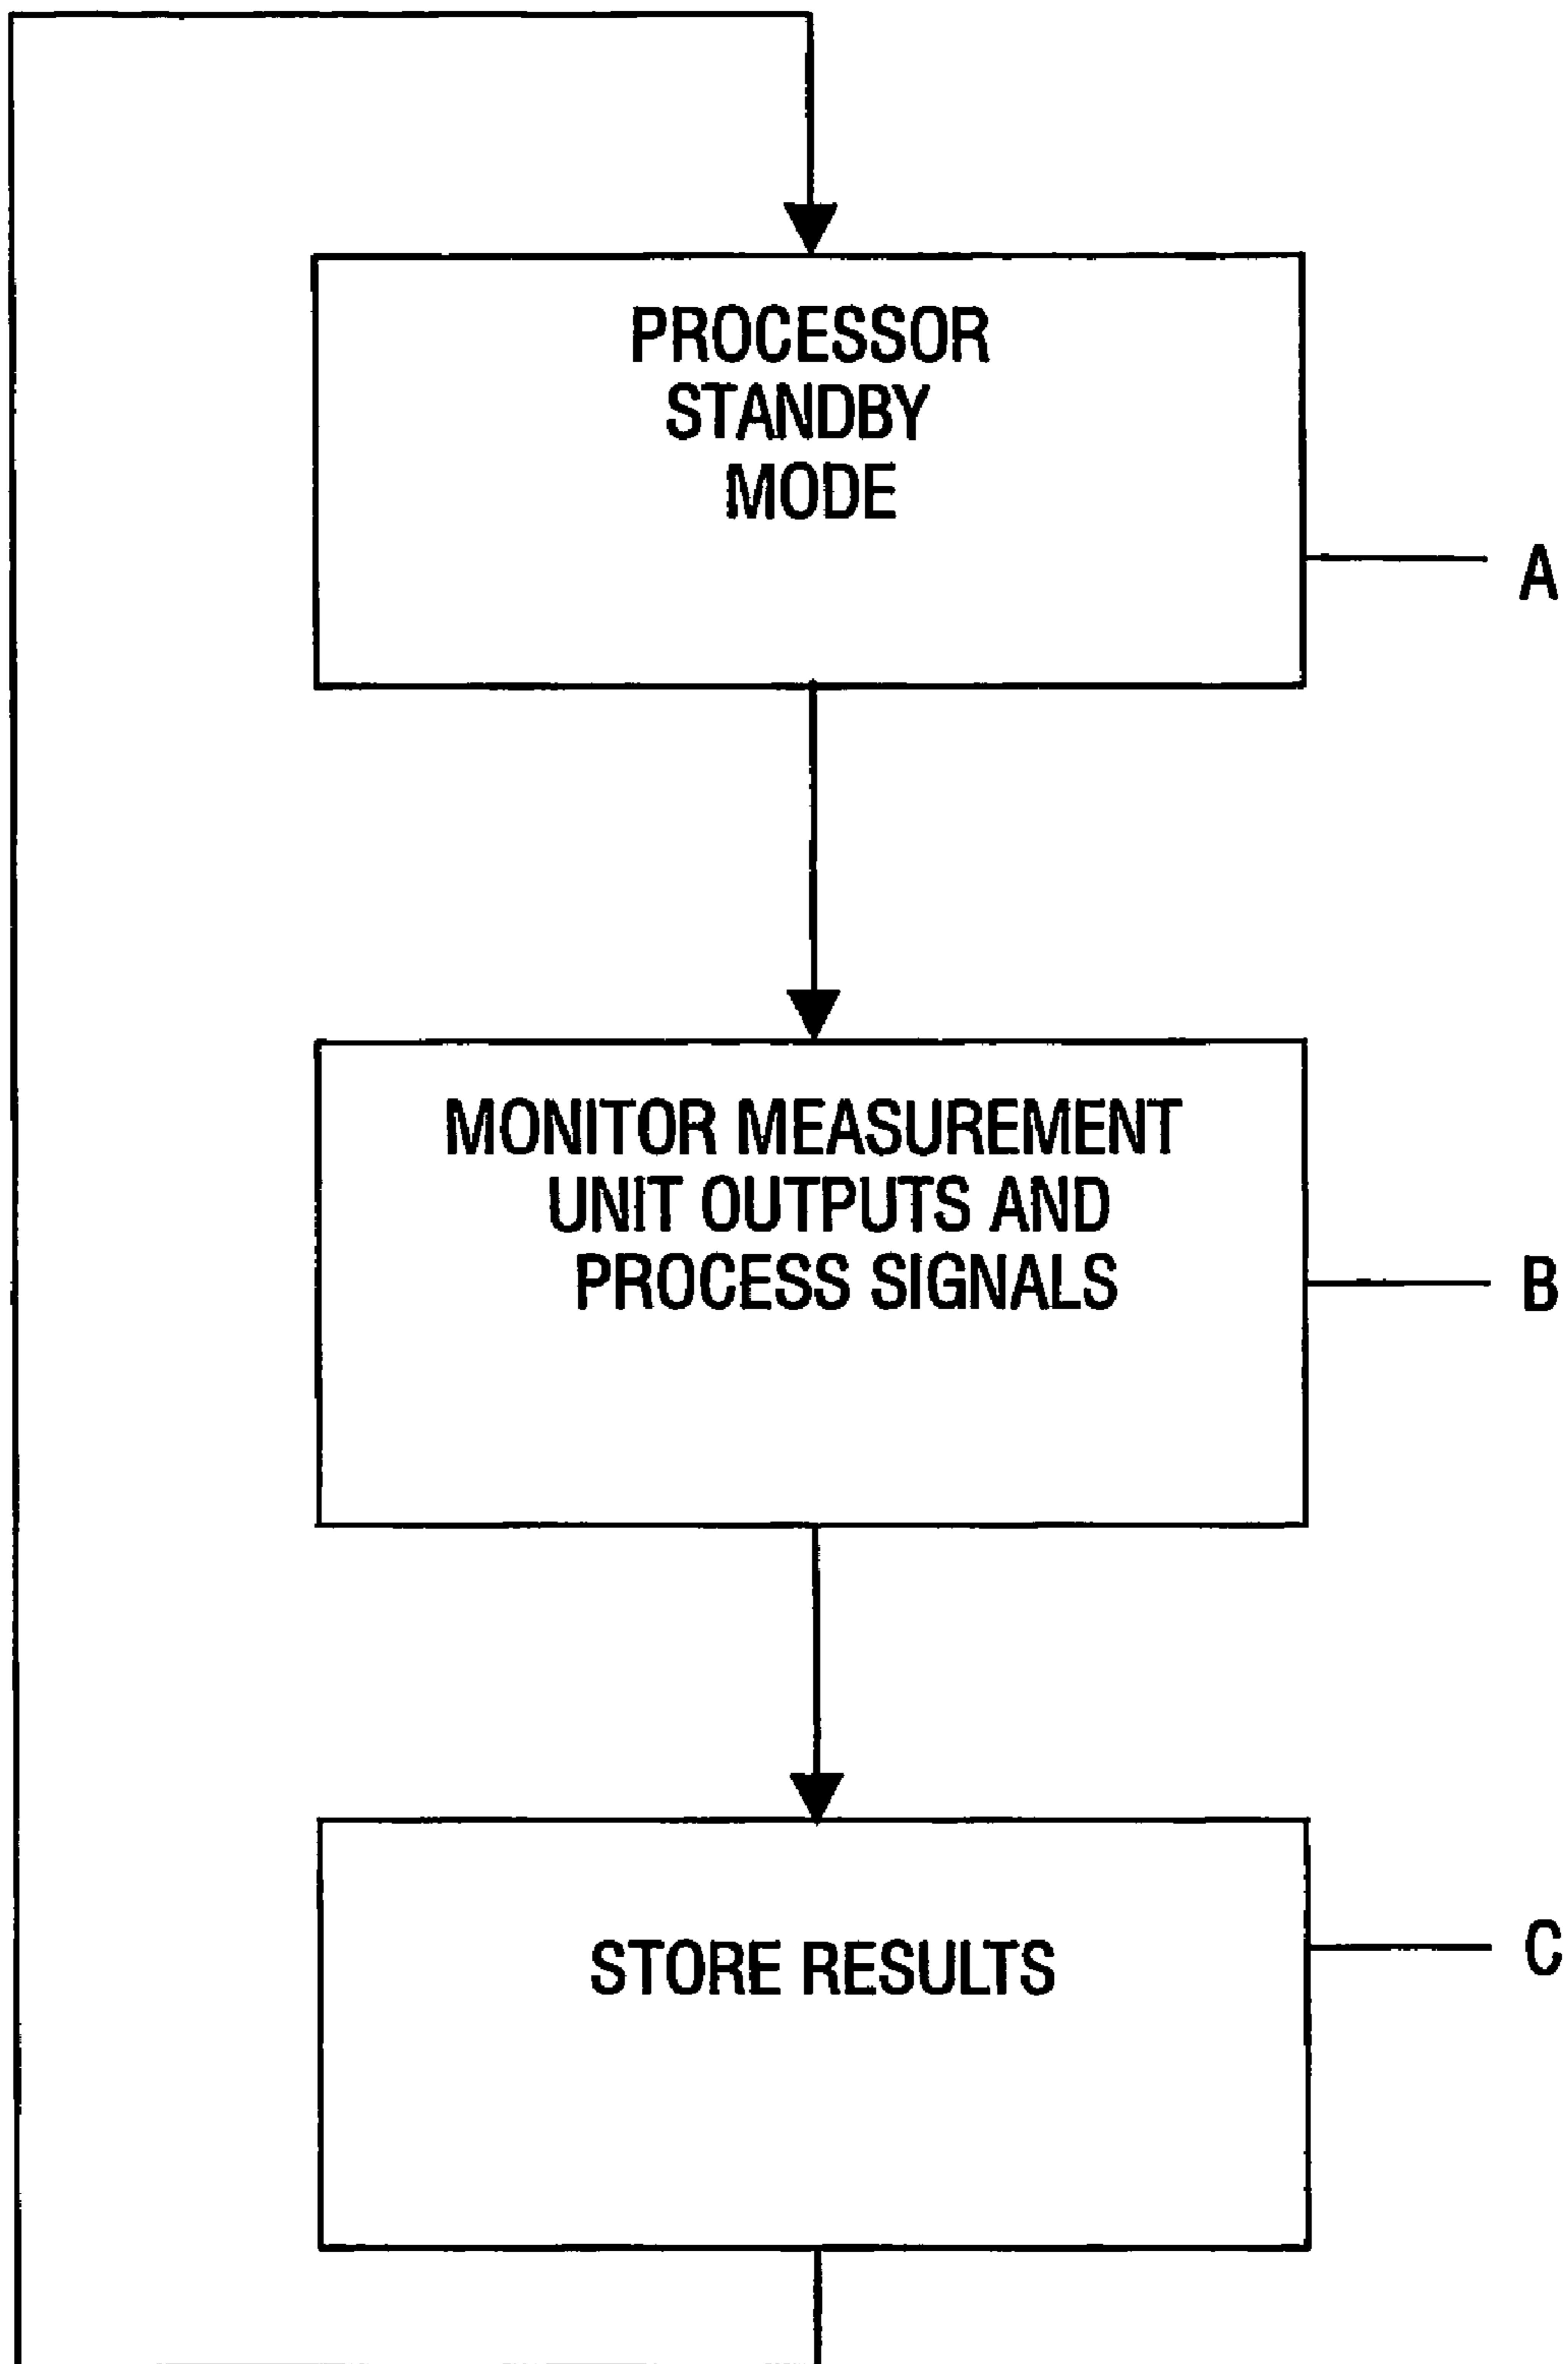 PROCESSOR
STANDBY
MODE
A
MONITOR MEASUREMENT
UNIT OUTPUTS AND
PROCESS SIGNALS
B
STORE RESULTS
C